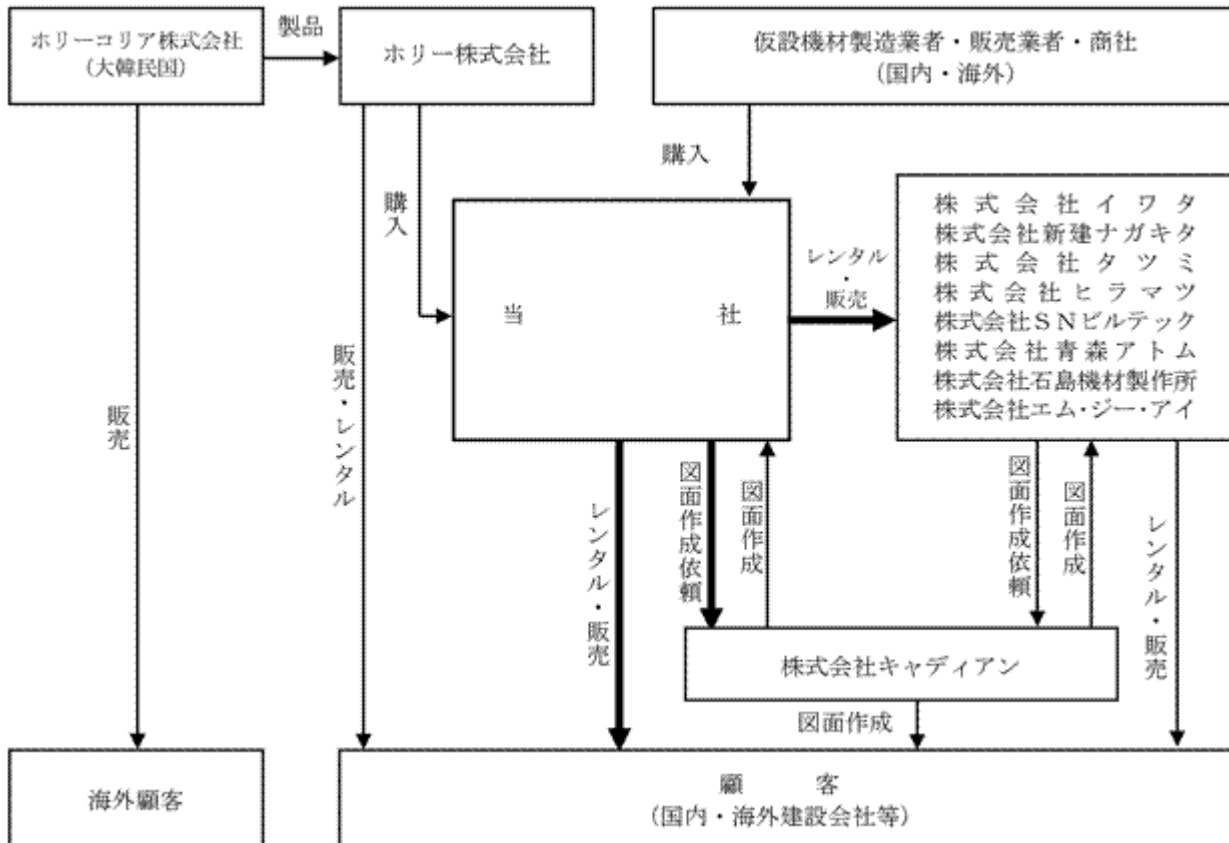 ホリーコリア株式会社
(大韓民国)
製品
ホリー株式会社
仮設機材製造業者・販売業者・商社
(国内・海外)
購入
購入
当社
レンタル
・
販売
株式会社イワタ
株式会社新建ナガキタ
株式会社タツミ
株式会社ヒラマツ
株式会社SNビルテック
株式会社青森アトム
株式会社石島機材製作所
株式会社エム・ジー・アイ
販売
販売・レンタル
レンタル・販売
図面作成依頼
図面作成
図面作成依頼
図面作成
レンタル・販売
株式会社キャディアン
図面作成
海外顧客
顧客
(国内・海外建設会社等)